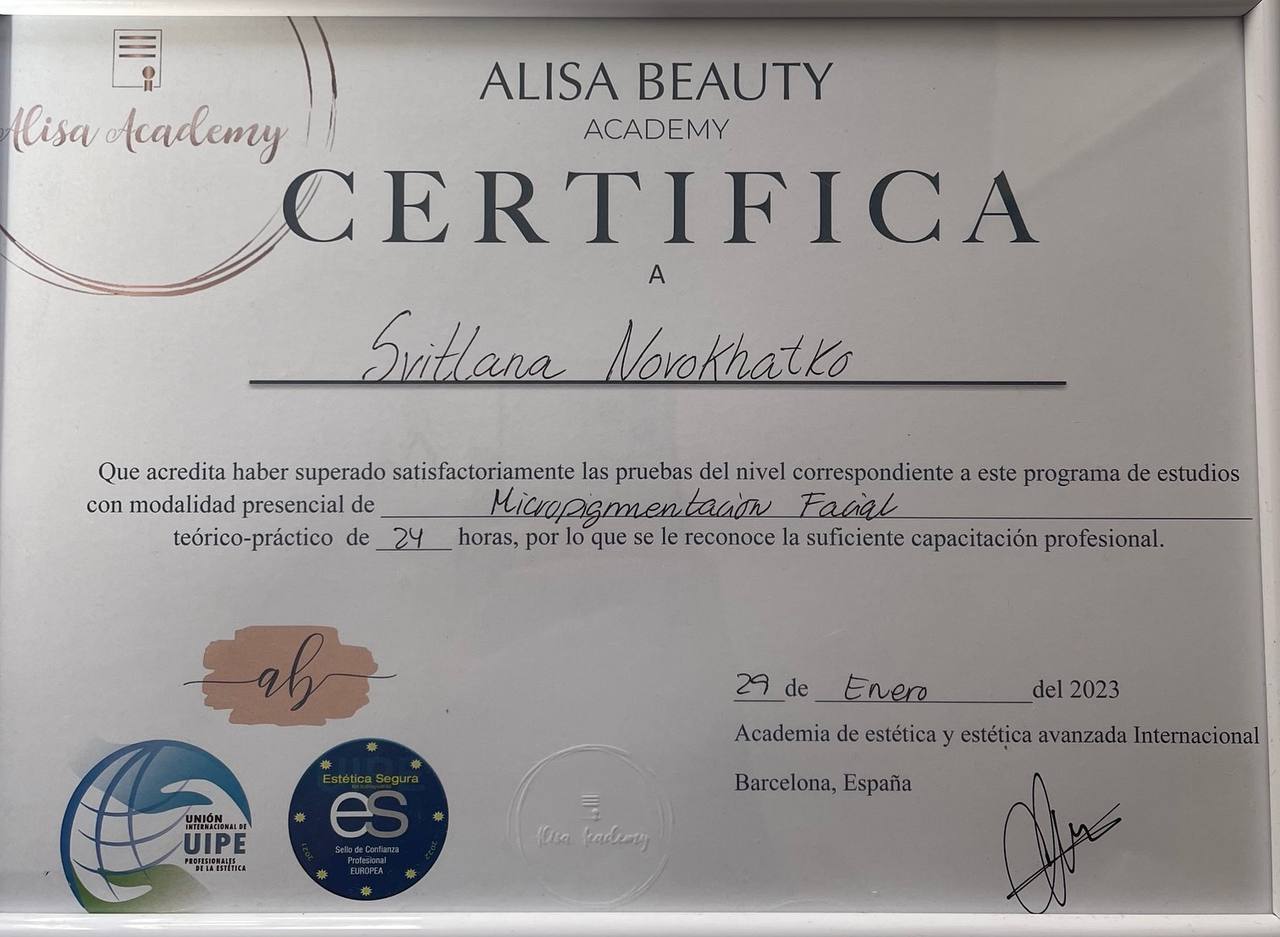 Alisa Academy
ALISA BEAUTY
ACADEMY
CERTIFICA
A
Svitlana Novokhatko
Que acredita haber superado satisfactoriamente las pruebas del nivel correspondiente a este programa de estudios
con modalidad presencial de Micropigmentación Facial
teórico-práctico de 24 horas, por lo que se le reconoce la suficiente capacitación profesional.
ab
29 de Enero del 2023
Academia de estética y estética avanzada Internacional
Barcelona, España
UNIÓN
INTERNACIONAL DE
UIPE
PROFESIONALES
DE LA ESTÉTICA
Estética Segura
es
Sello de Confianza
Profesional
EUROPEA
2021
2022
Alisa Academy